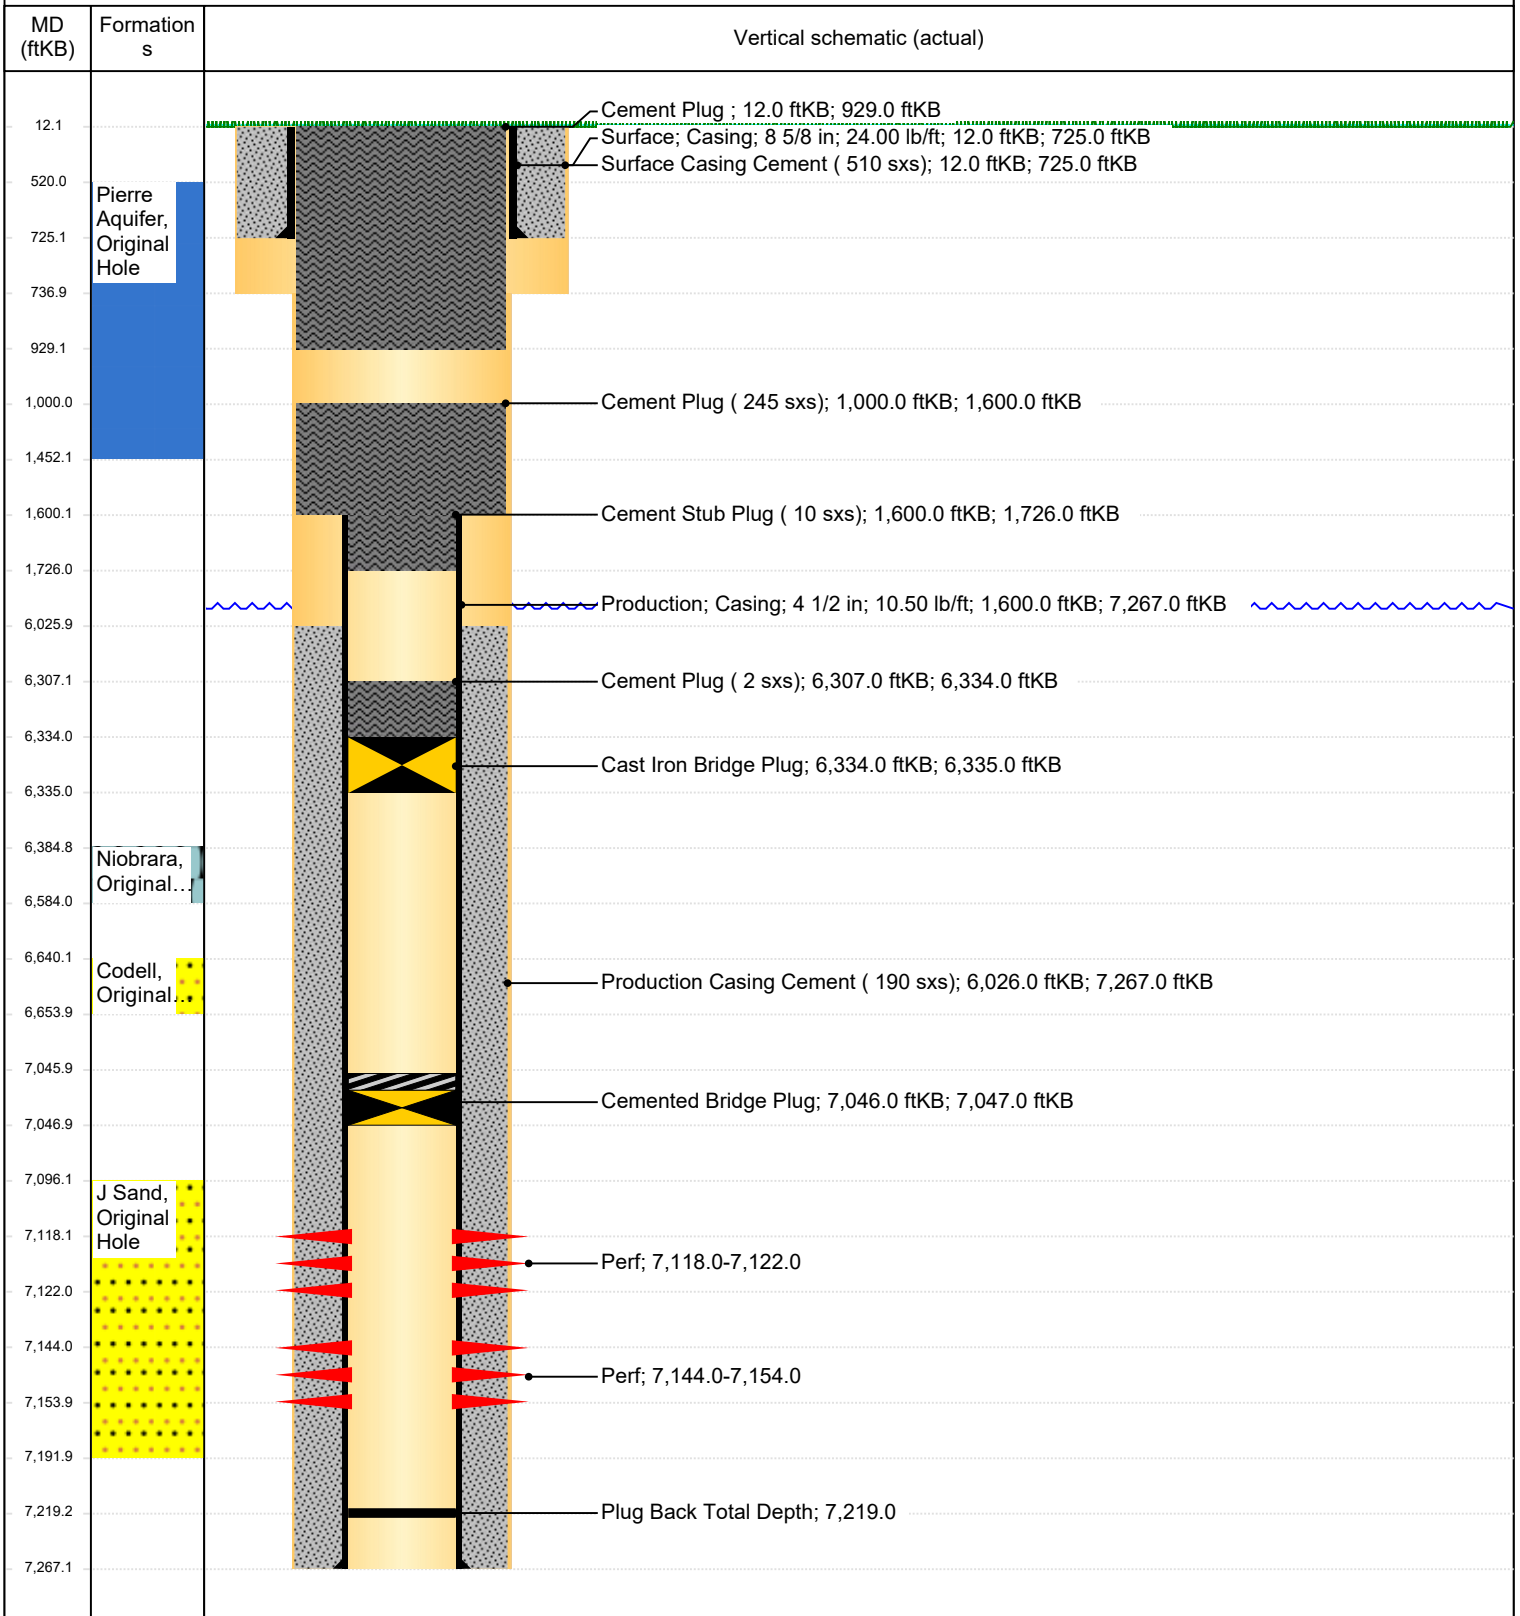 MD
(ftKB)
Formation
s
Vertical schematic (actual)
12.1
520.0
725.1
736.9
929.1
1,000.0
1,452.1
1,600.1
1,726.0
6,025.9
6,307.1
6,334.0
6,335.0
6,384.8
6,584.0
6,640.1
6,653.9
7,045.9
7,046.9
7,096.1
7,118.1
7,122.0
7,144.0
7,153.9
7,191.9
7,219.2
7,267.1
Pierre
Aquifer,
Original
Hole
Niobrara,
Original...
Codell,
Original...
J Sand,
Original
Hole
Cement Plug ; 12.0 ftKB; 929.0 ftKB
Surface; Casing; 8 5/8 in; 24.00 lb/ft; 12.0 ftKB; 725.0 ftKB
Surface Casing Cement ( 510 sxs); 12.0 ftKB; 725.0 ftKB
Cement Plug ( 245 sxs); 1,000.0 ftKB; 1,600.0 ftKB
Cement Stub Plug ( 10 sxs); 1,600.0 ftKB; 1,726.0 ftKB
Production; Casing; 4 1/2 in; 10.50 lb/ft; 1,600.0 ftKB; 7,267.0 ftKB
Cement Plug ( 2 sxs); 6,307.0 ftKB; 6,334.0 ftKB
Cast Iron Bridge Plug; 6,334.0 ftKB; 6,335.0 ftKB
Production Casing Cement ( 190 sxs); 6,026.0 ftKB; 7,267.0 ftKB
Cemented Bridge Plug; 7,046.0 ftKB; 7,047.0 ftKB
Perf; 7,118.0-7,122.0
Perf; 7,144.0-7,154.0
Plug Back Total Depth; 7,219.0